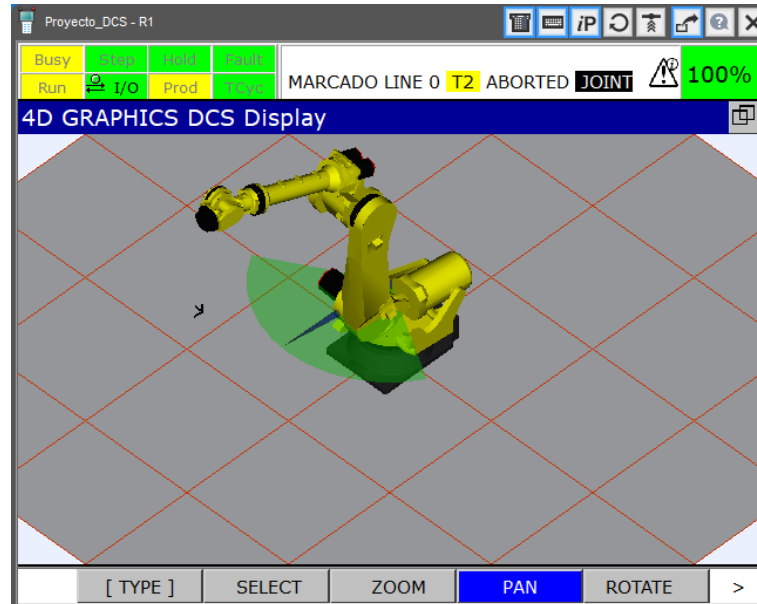 Proyecto_DCS - R1
iP
Busy Step Hold Fault
Run I/O Prod TCyc
MARCADO LINE 0 T2 ABORTED JOINT
100%
4D GRAPHICS DCS Display
[ TYPE ] SELECT ZOOM PAN ROTATE >